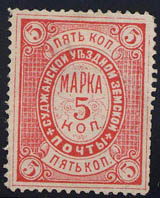 5 ПЯТЬ КОП. 5
СУДЖАНСКОЙ УѢЗДНОЙ ЗЕМСКОЙ
МАРКА
5
КОП.
ПОЧТЫ
5 ПЯТЬ КОП. 5